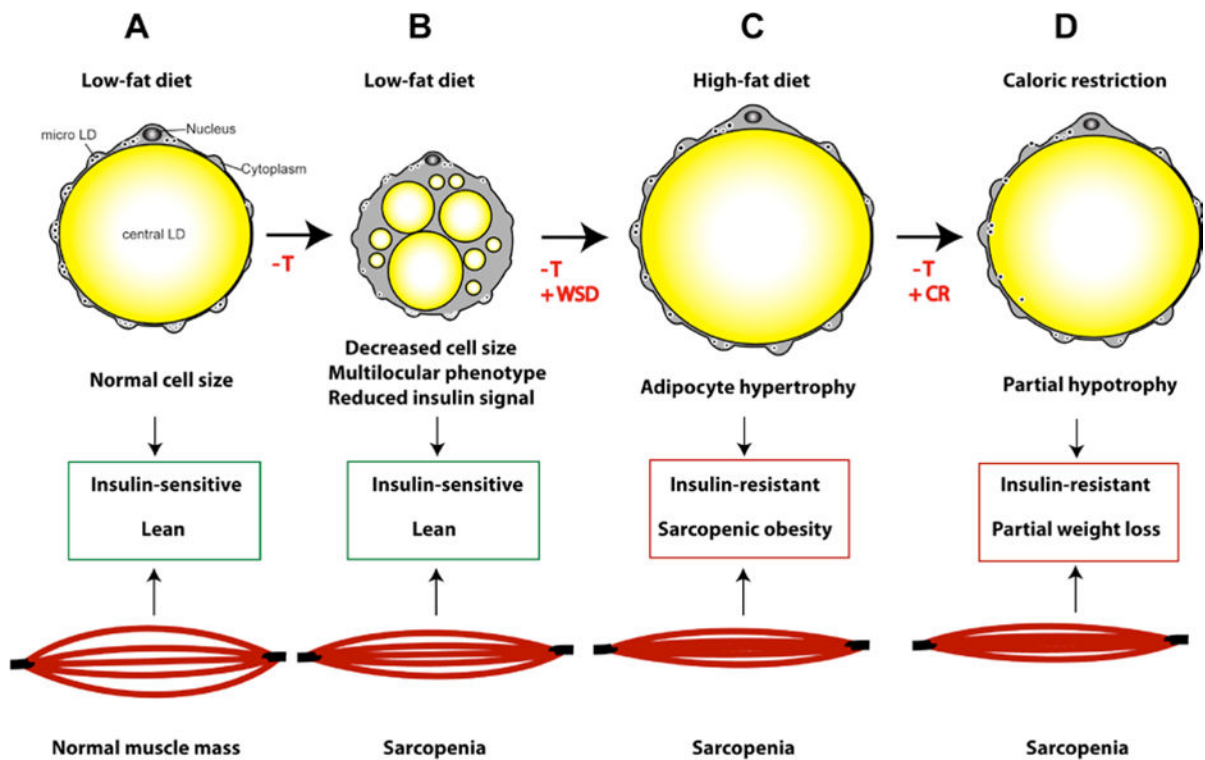 A
B
C
D
Low-fat diet
Low-fat diet
High-fat diet
Caloric restriction
micro LD
Nucleus
Cytoplasm
central LD
-T
-T
+ WSD
-T
+ CR
Normal cell size
Decreased cell size
Multilocular phenotype
Reduced insulin signal
Adipocyte hypertrophy
Partial hypotrophy
Insulin-sensitive
Lean
Insulin-sensitive
Lean
Insulin-resistant
Sarcopenic obesity
Insulin-resistant
Partial weight loss
Normal muscle mass
Sarcopenia
Sarcopenia
Sarcopenia